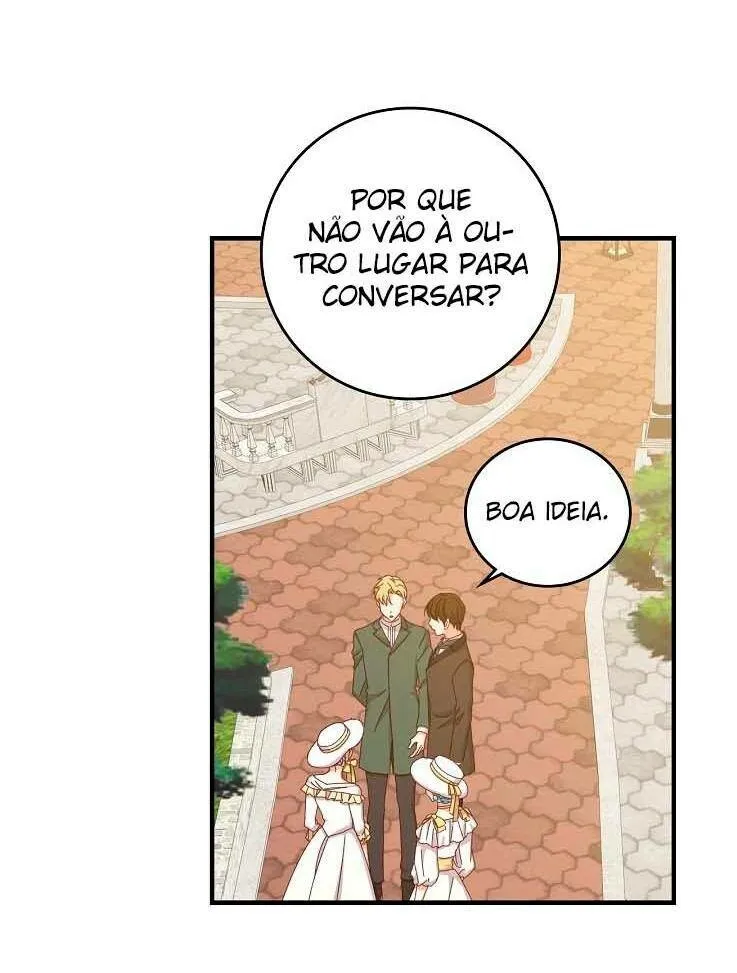 POR QUE
NÃO VÃO À OU-
TRO LUGAR PARA
CONVERSAR?
BOA IDEIA.